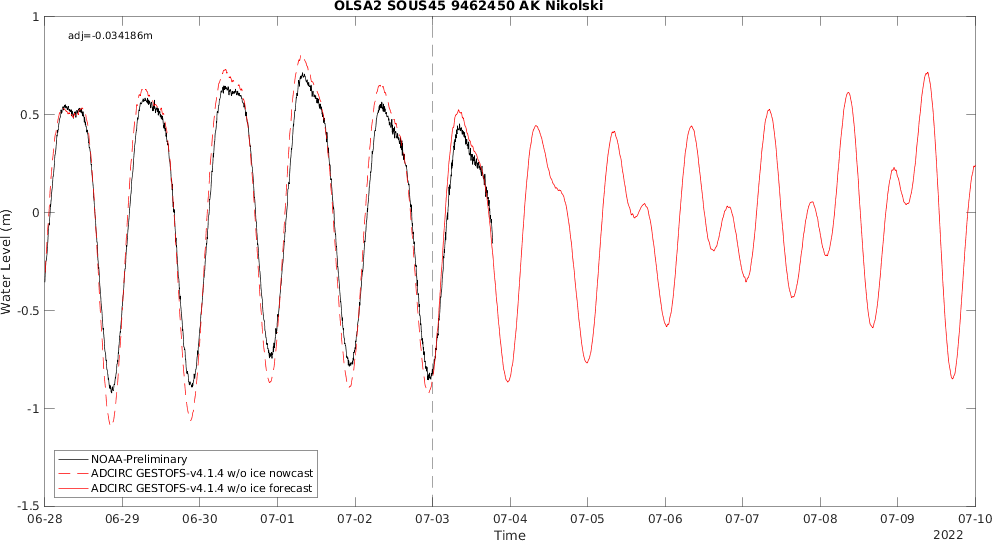 OLSA2 SOUS45 9462450 AK Nikolski
adj=-0.034186m
1
0.5
0
-0.5
-1
-1.5
Water Level (m)
NOAA-Preliminary
ADCIRC GESTOFS-v4.1.4 w/o ice nowcast
ADCIRC GESTOFS-v4.1.4 w/o ice forecast
06-28 06-29 06-30 07-01 07-02 07-03 07-04 07-05 07-06 07-07 07-08 07-09 07-10
Time
2022